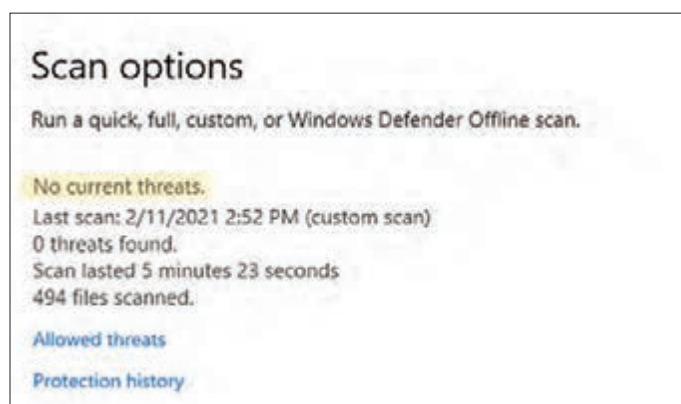 Scan options
Run a quick, full, custom, or Windows Defender Offline scan.
No current threats.
Last scan: 2/11/2021 2:52 PM (custom scan)
0 threats found.
Scan lasted 5 minutes 23 seconds
494 files scanned.
Allowed threats
Protection history